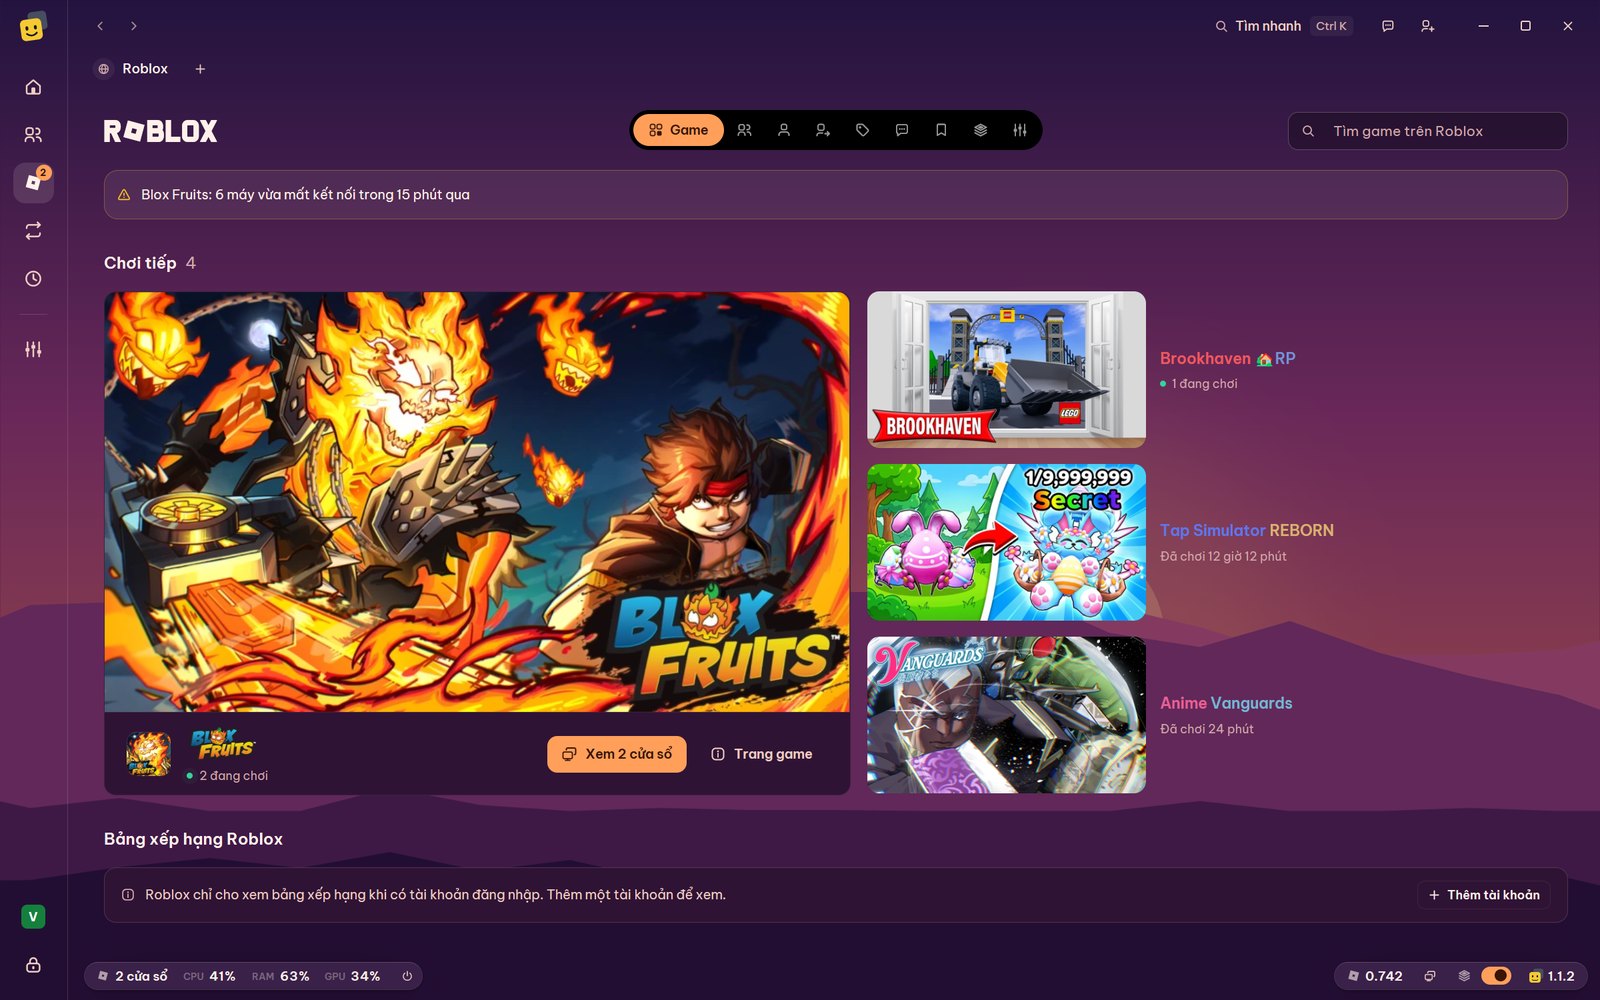 Tìm nhanh Ctrl K
Roblox
ROBLOX
Game
Tìm game trên Roblox
Blox Fruits: 6 máy vừa mất kết nối trong 15 phút qua
Chơi tiếp 4
BLOX FRUITS™
BLOX FRUITS
2 đang chơi
Xem 2 cửa sổ
Trang game
LEGO
BROOKHAVEN
Brookhaven 🏡RP
1 đang chơi
1/9,999,999
Secret
Tap Simulator REBORN
Đã chơi 12 giờ 12 phút
VANGUARDS
Anime Vanguards
Đã chơi 24 phút
Bảng xếp hạng Roblox
Roblox chỉ cho xem bảng xếp hạng khi có tài khoản đăng nhập. Thêm một tài khoản để xem.
Thêm tài khoản
2
V
2 cửa sổ CPU 41% RAM 63% GPU 34%
0.742
1.1.2